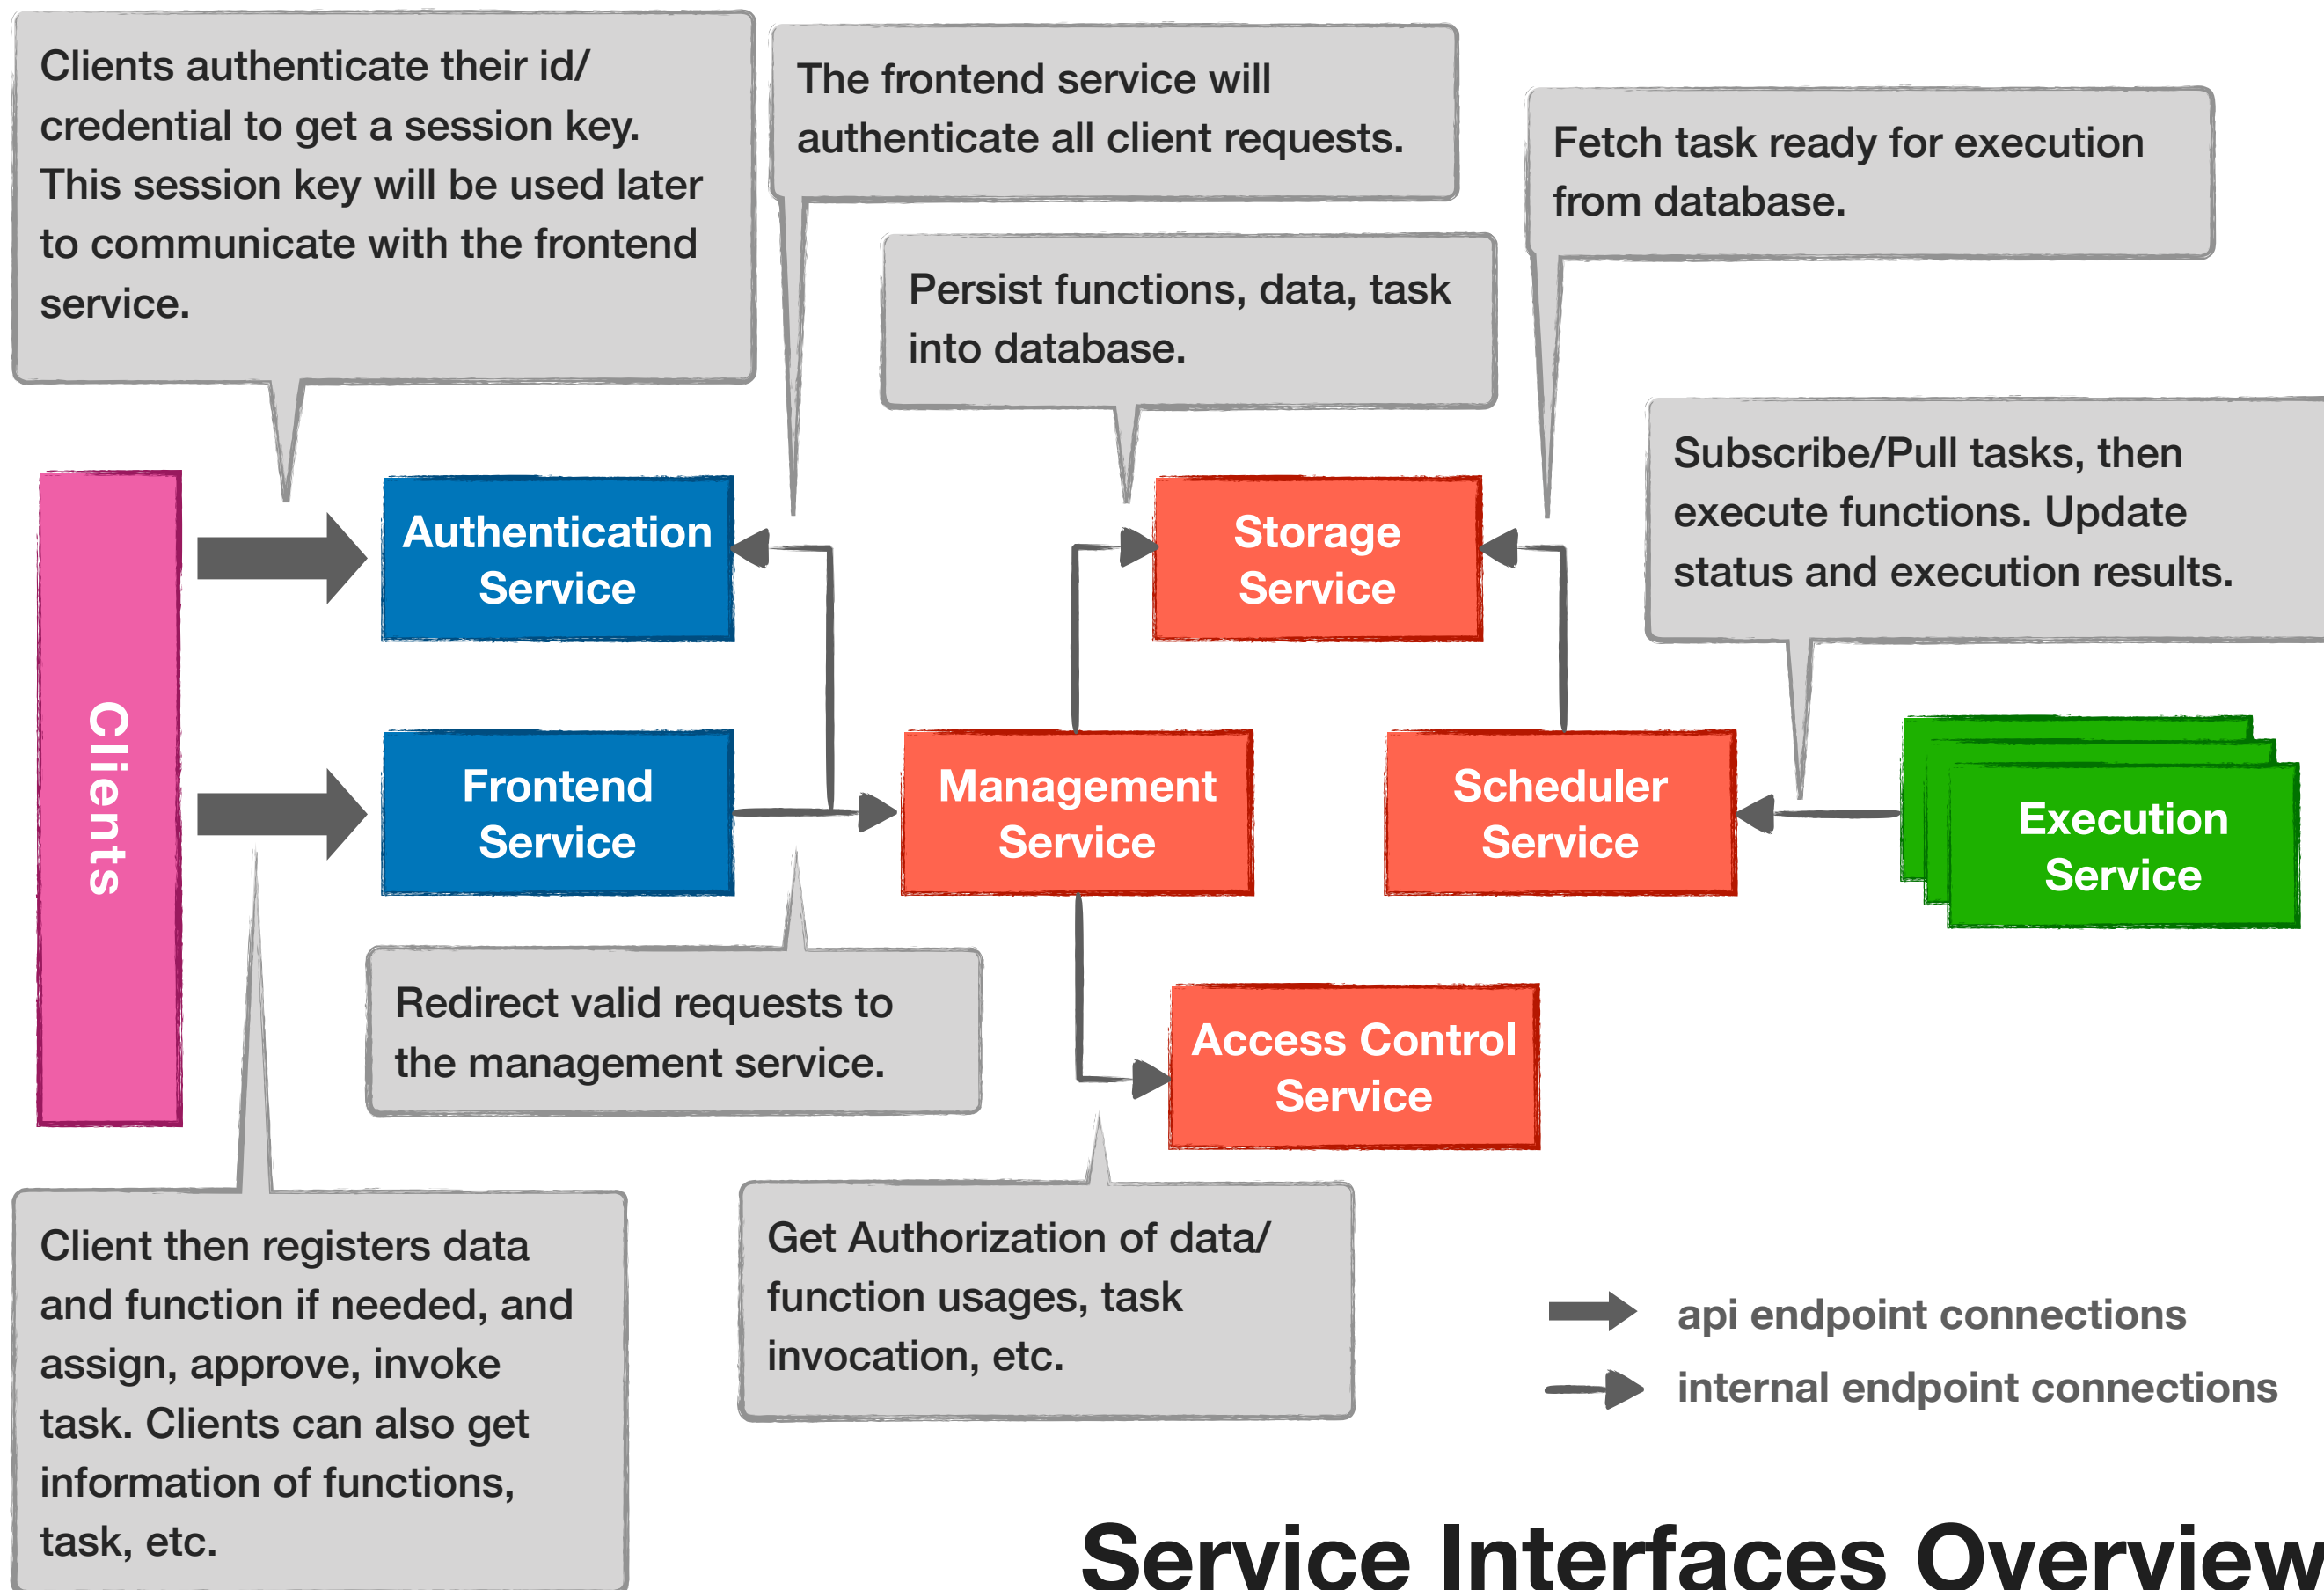 Clients authenticate their id/
credential to get a session key.
This session key will be used later
to communicate with the frontend
service.
The frontend service will
authenticate all client requests.
Fetch task ready for execution
from database.
Persist functions, data, task
into database.
Subscribe/Pull tasks, then
execute functions. Update
status and execution results.
Clients
Authentication
Service
Storage
Service
Frontend
Service
Management
Service
Scheduler
Service
Execution
Service
Redirect valid requests to
the management service.
Access Control
Service
Client then registers data
and function if needed, and
assign, approve, invoke
task. Clients can also get
information of functions,
task, etc.
Get Authorization of data/
function usages, task
invocation, etc.
api endpoint connections
internal endpoint connections
Service Interfaces Overview